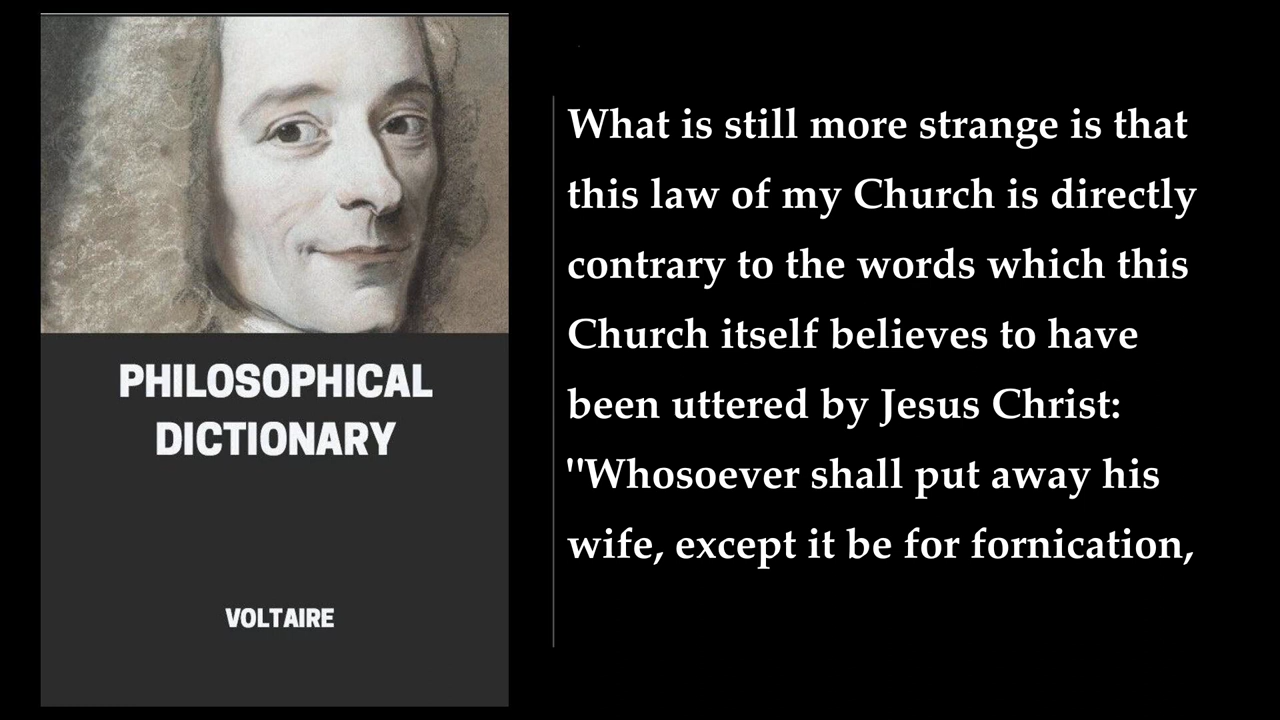 PHILOSOPHICAL
DICTIONARY
VOLTAIRE
What is still more strange is that
this law of my Church is directly
contrary to the words which this
Church itself believes to have
been uttered by Jesus Christ:
"Whosoever shall put away his
wife, except it be for fornication,